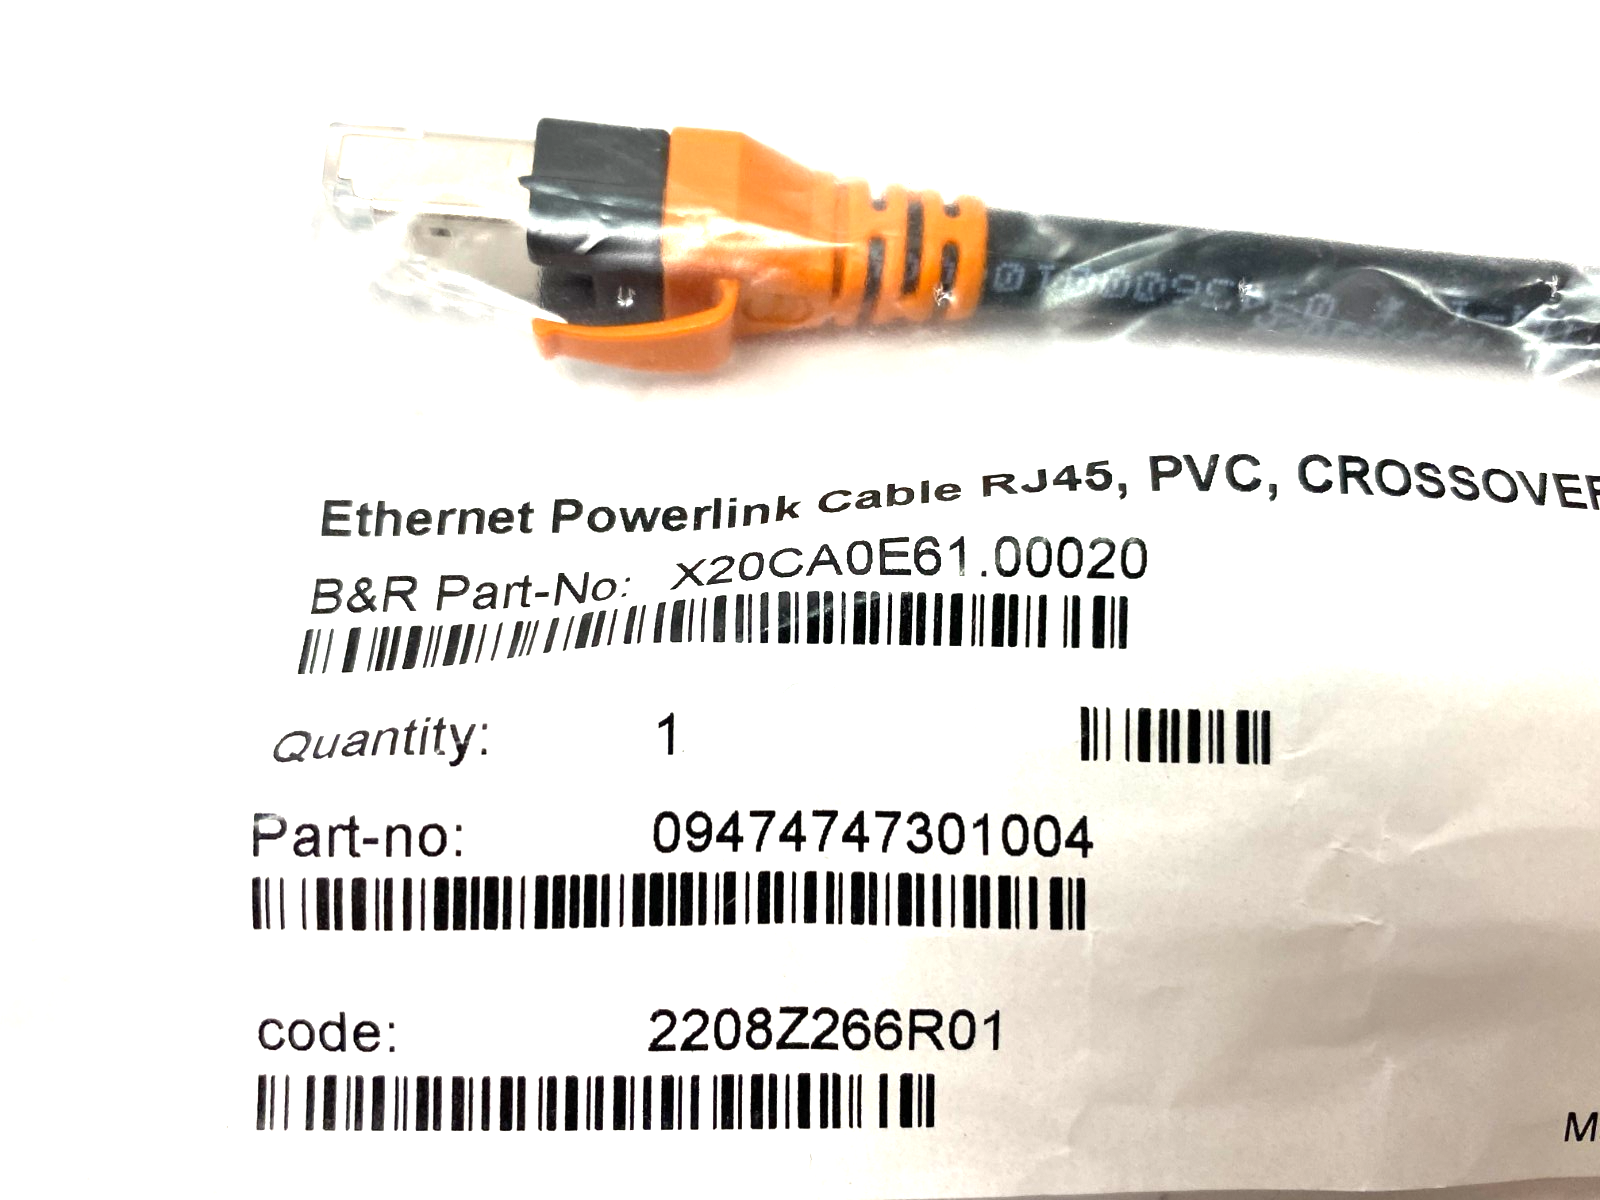 Ethernet Powerlink Cable RJ45, PVC, CROSSOVER
B&R Part-No: X20CA0E61.00020
Quantity: 1
Part-no: 09474747301004
code: 2208Z266R01